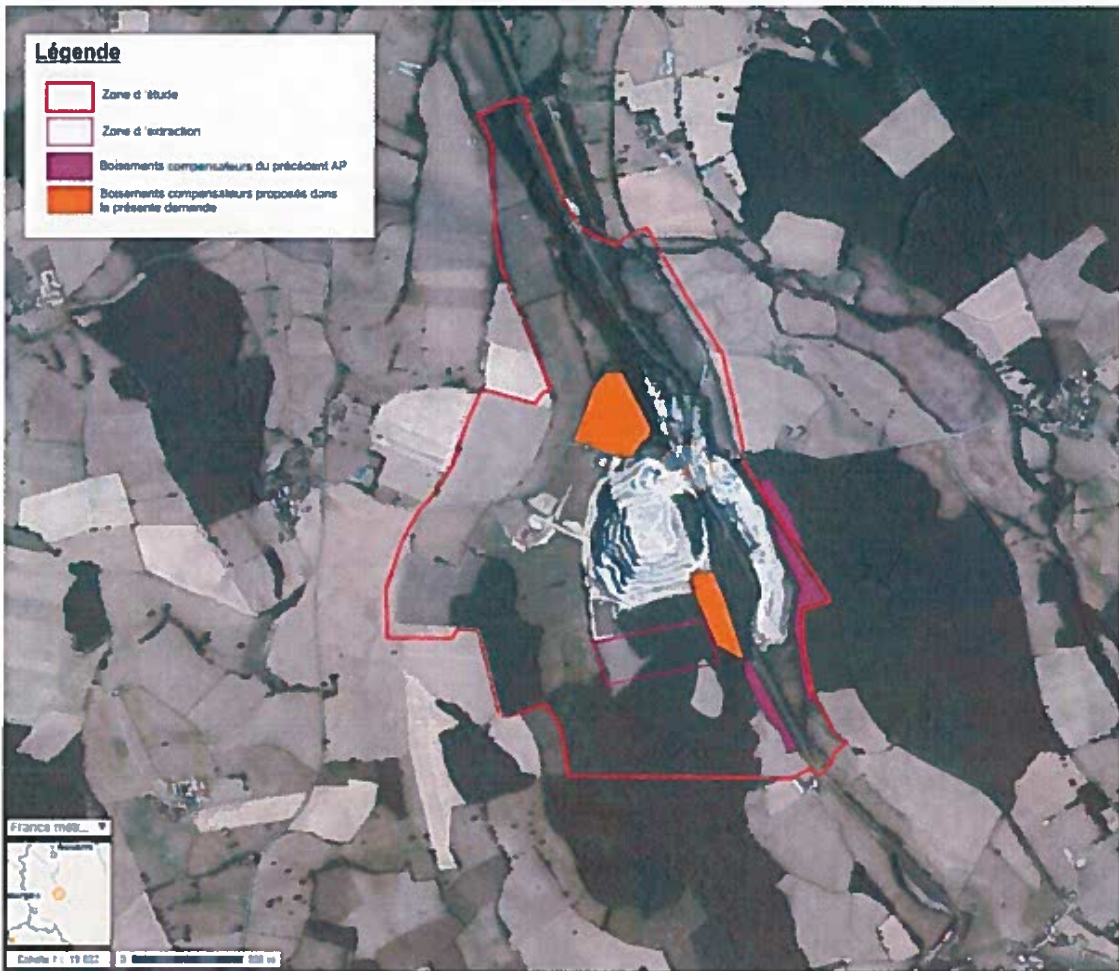 Légende
Zone d 'étude
Zone d 'extraction
Boisements compensateurs du précédent AP
Boisements compensateurs proposés dans
la présente demande
France mét... ▼
0